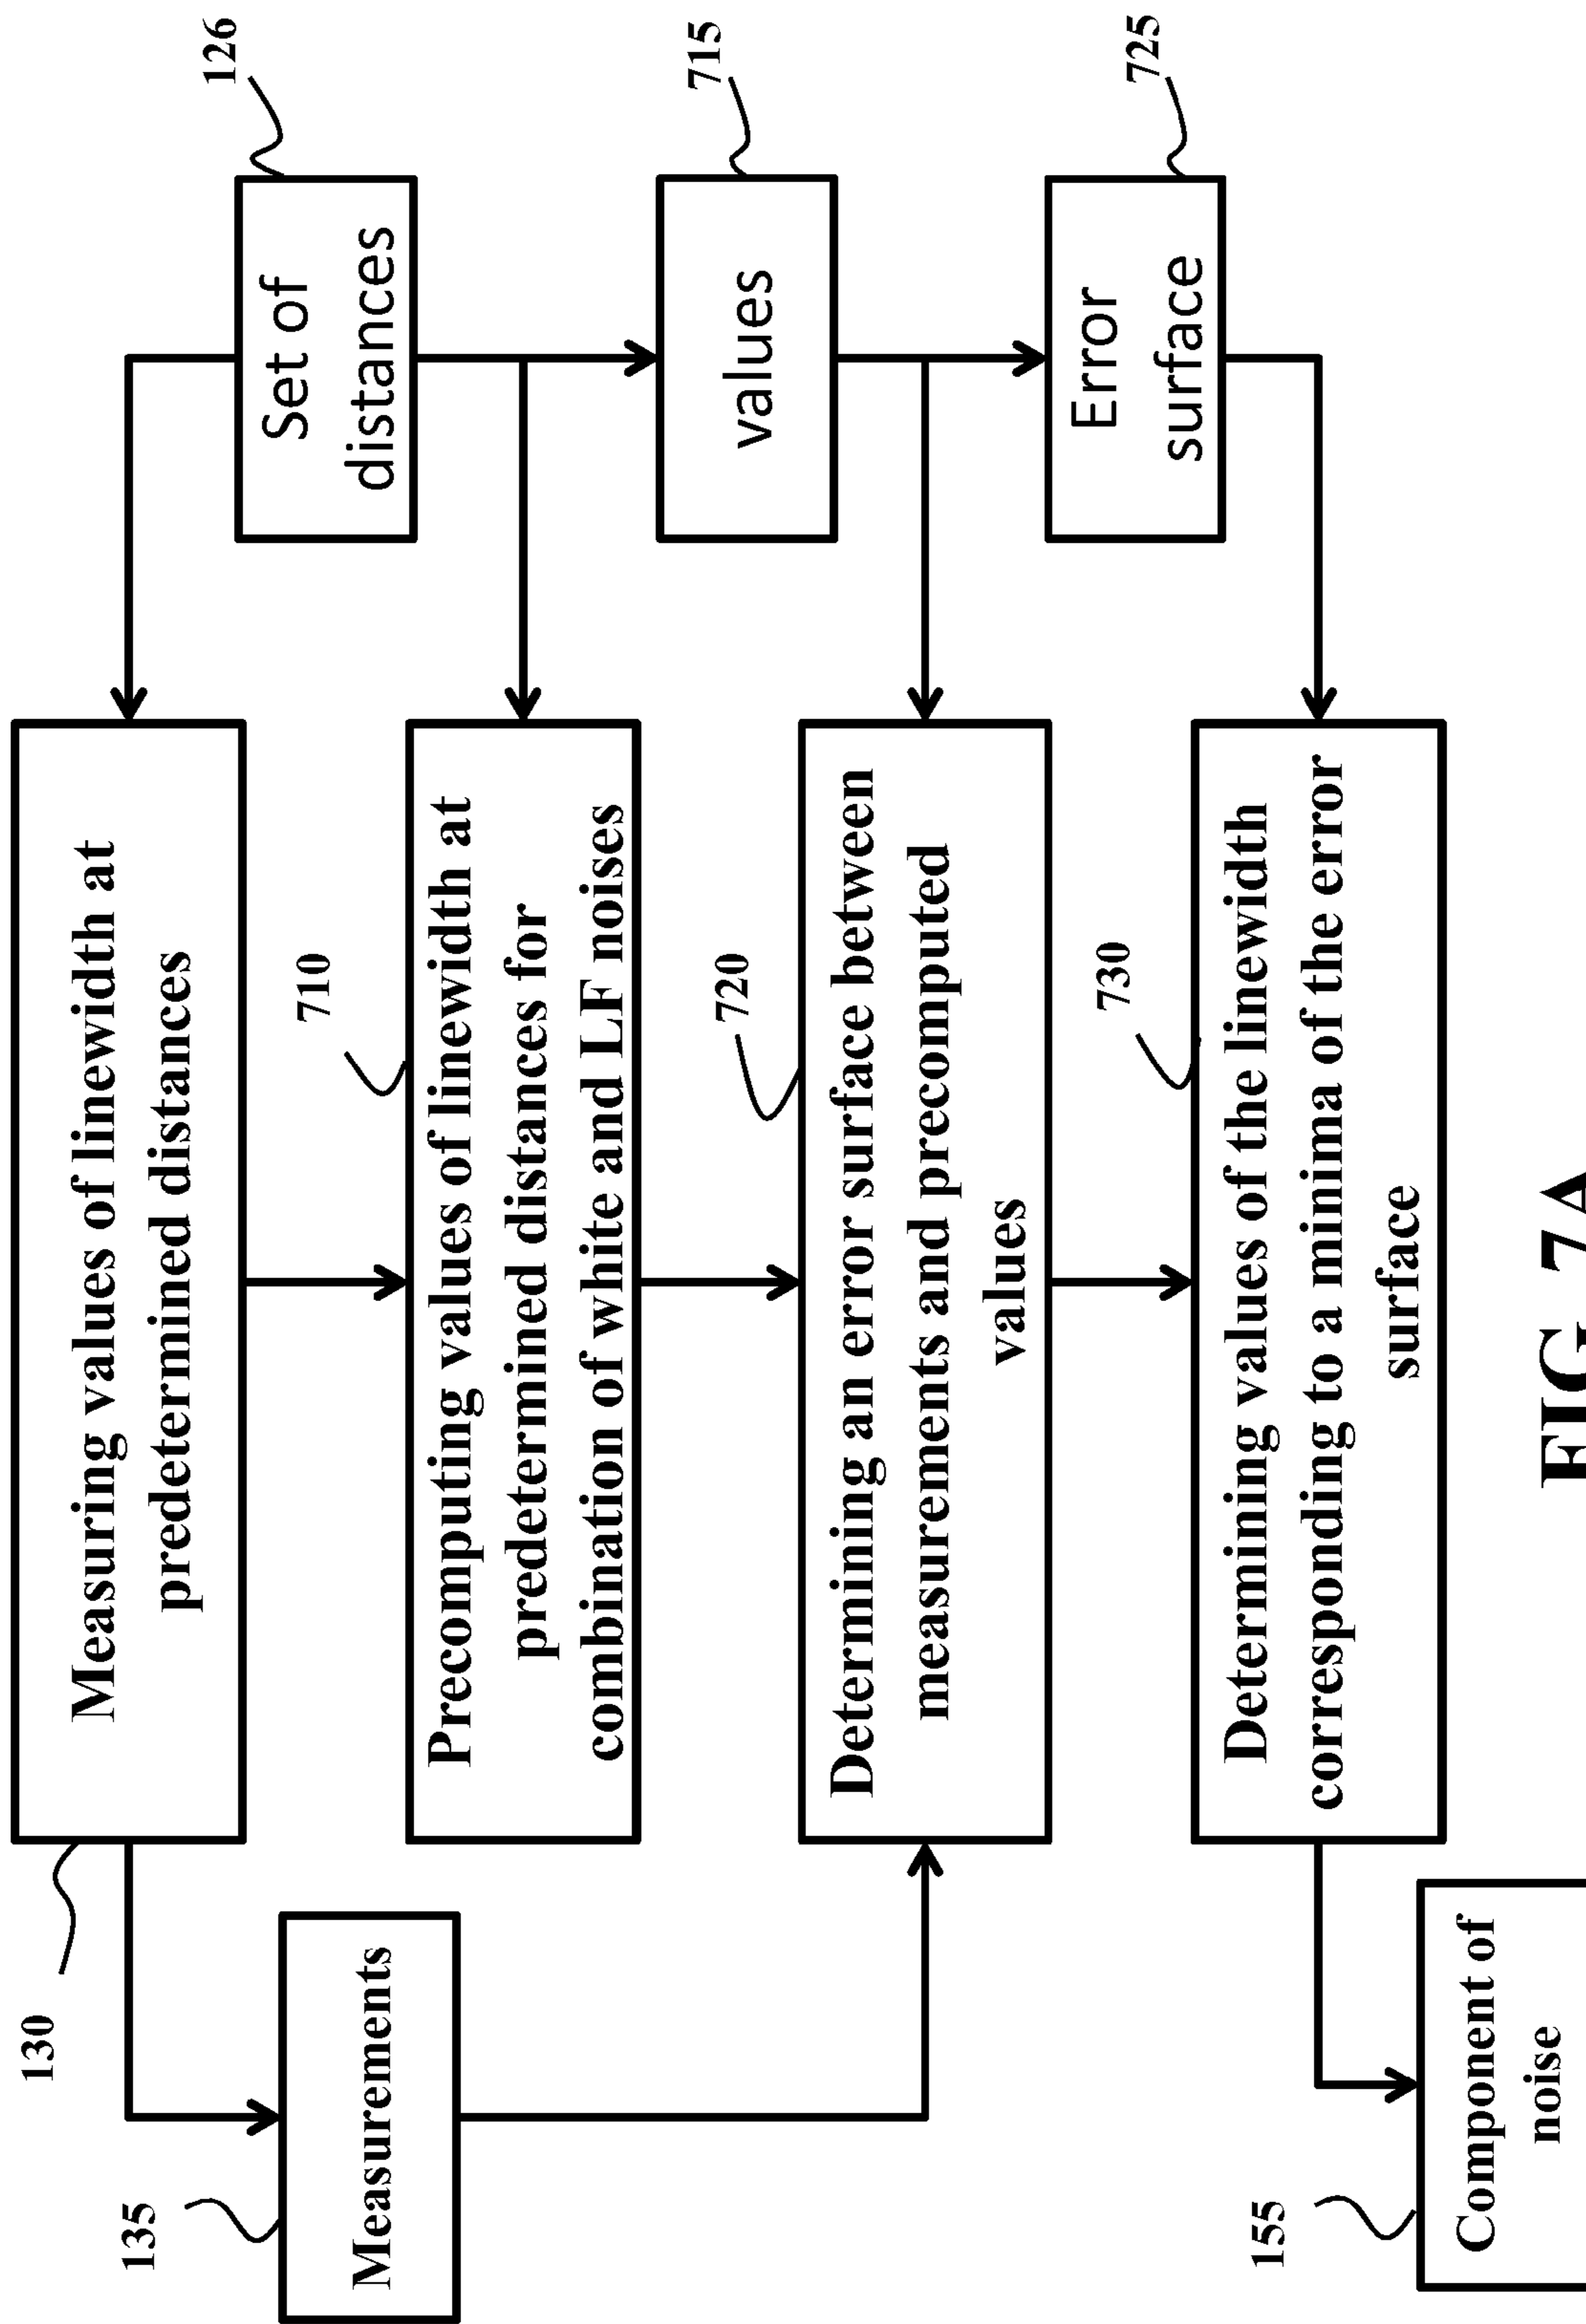 130
Measuring values of linewidth at
predetermined distances
126
Set of
distances
135
Measurements
710
Precomputing values of linewidth at
predetermined distances for
combination of white and LF noises
715
values
720
Determining an error surface between
measurements and precomputed
values
725
Error
surface
730
Determining values of the linewidth
corresponding to a minima of the error
surface
155
Component of
noise
FIG. 7A